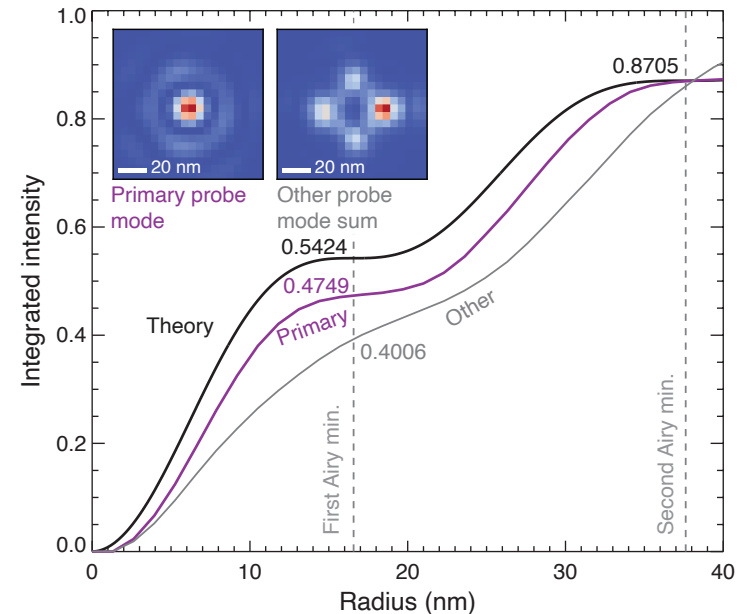 1.0
0.8
0.6
0.4
0.2
0.0
Integrated intensity
20 nm
20 nm
Primary probe
mode
Other probe
mode sum
0.8705
0.5424
0.4749
0.4006
Theory
Primary
Other
First Airy min.
Second Airy min.
0
10
20
30
40
Radius (nm)